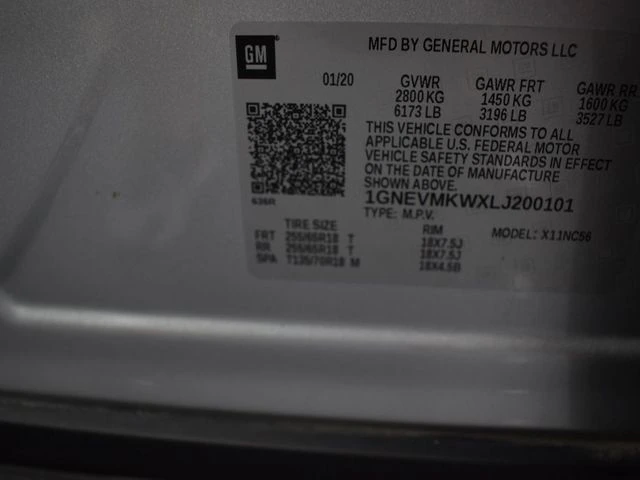 GM
MFD BY GENERAL MOTORS LLC
01/20 GVWR GAWR FRT GAWR RR
2800 KG 1450 KG 1600 KG
6173 LB 3196 LB 3527 LB
THIS VEHICLE CONFORMS TO ALL
APPLICABLE U.S. FEDERAL MOTOR
VEHICLE SAFETY STANDARDS IN EFFECT
ON THE DATE OF MANUFACTURE
SHOWN ABOVE.
1GNEVMKWXLJ200101
TYPE: M.P.V. MODEL: X11NC56
TIRE SIZE RIM
FRT 255/65R18 T 18X7.5J
RR 255/65R18 T 18X7.5J
SPA T135/70R18 M 18X4.5B